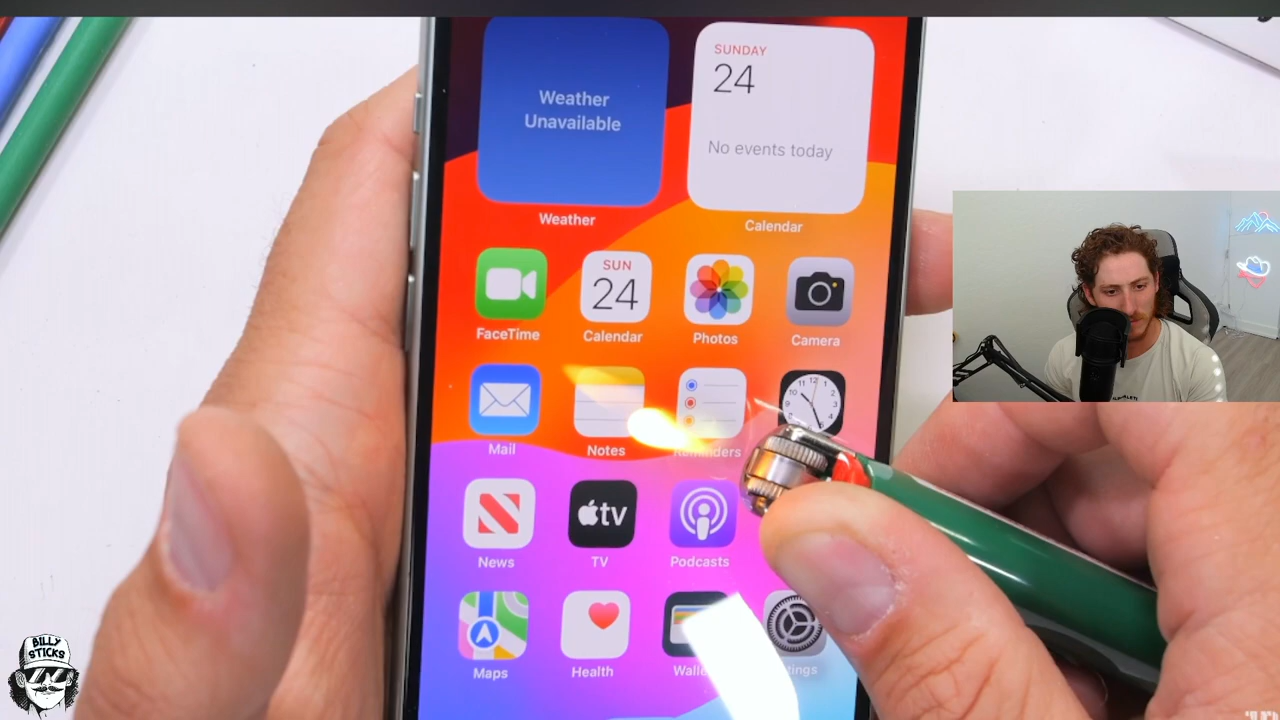 Weather
Unavailable
SUNDAY
24
No events today
Weather
Calendar
SUN
24
FaceTime
Calendar
Photos
Camera
Mail
Notes
Reminders
tv
News
TV
Podcasts
Maps
Health
BILLY
STICKS